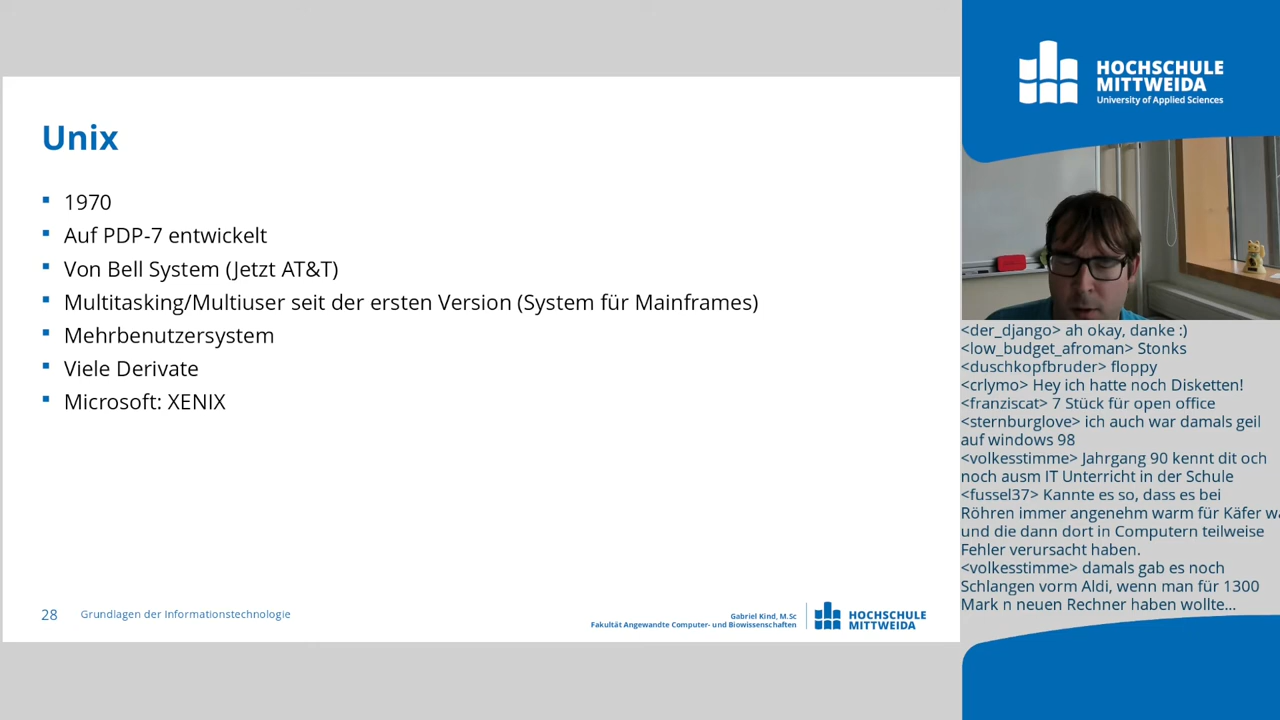 Unix
1970
Auf PDP-7 entwickelt
Von Bell System (Jetzt AT&T)
Multitasking/Multiuser seit der ersten Version (System für Mainframes)
Mehrbenutzersystem
Viele Derivate
Microsoft: XENIX
28 Grundlagen der Informationstechnologie
Gabriel Kind, M.Sc
Fakultät Angewandte Computer- und Biowissenschaften
HOCHSCHULE
MITTWEIDA
HOCHSCHULE
MITTWEIDA
University of Applied Sciences
<der_django> ah okay, danke :)
<low_budget_afroman> Stonks
<duschkopfbruder> floppy
<crlymo> Hey ich hatte noch Disketten!
<franziscat> 7 Stück für open office
<sternburglove> ich auch war damals geil
auf windows 98
<volkesstimme> Jahrgang 90 kennt dit och
noch ausm IT Unterricht in der Schule
<fussel37> Kannte es so, dass es bei
Röhren immer angenehm warm für Käfer wa
und die dann dort in Computern teilweise
Fehler verursacht haben.
<volkesstimme> damals gab es noch
Schlangen vorm Aldi, wenn man für 1300
Mark n neuen Rechner haben wollte...